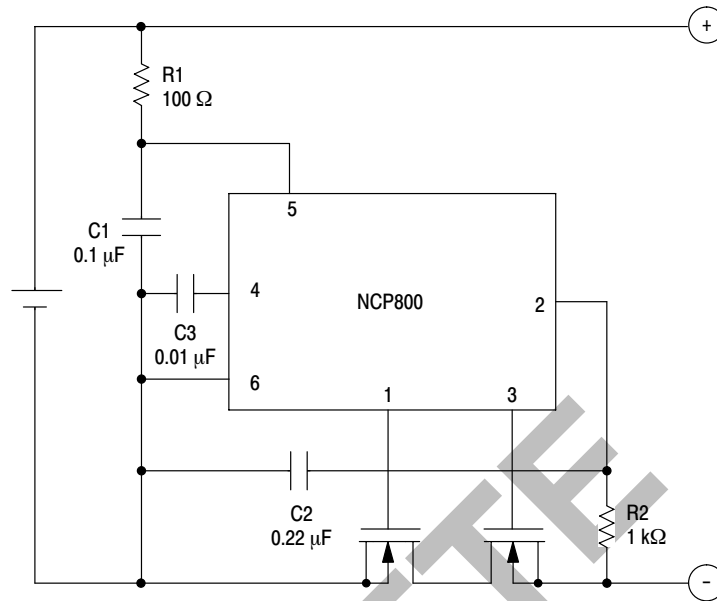 +
R1
100 Ω
5
C1
0.1 µF
4
NCP800
2
C3
0.01 µF
6
1
3
C2
0.22 µF
R2
1 kΩ
-